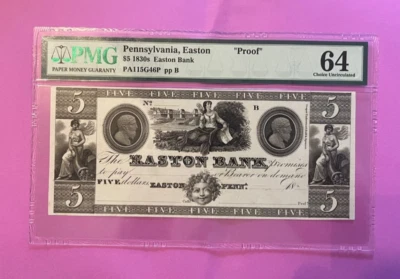 PMG
PAPER MONEY GUARANTY
Pennsylvania, Easton "Proof"
$5 1830s Easton Bank
PA115G46P pp B
64
Choice Uncirculated
5 FIVE FIVE FIVE FIVE 5
No B
The EASTON BANK Promise
to pay or Bearer on demand
FIVE dollars EASTON PENNA. 18
5 FIVE FIVE FIVE 5